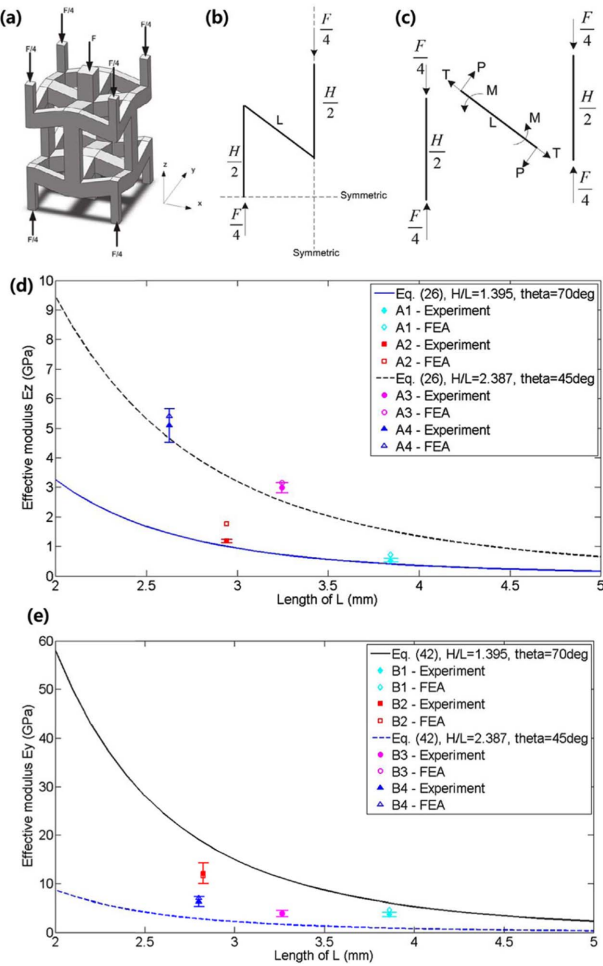 (a)
F/4
F
F/4
F/4
F/4
F/4
F/4
F/4
z
y
x
(b)
F
4
H
2
L
H
2
Symmetric
F
4
Symmetric
(c)
F
4
F
4
T
P
M
L
M
H
2
H
2
P
T
F
4
F
4
(d)
Effective modulus Ez (GPa)
10
9
8
7
6
5
4
3
2
1
0
2
2.5
3
3.5
4
4.5
5
Length of L (mm)
Eq. (26), H/L=1.395, theta=70deg
A1 - Experiment
A1 - FEA
A2 - Experiment
A2 - FEA
Eq. (26), H/L=2.387, theta=45deg
A3 - Experiment
A3 - FEA
A4 - Experiment
A4 - FEA
(e)
Effective modulus Ey (GPa)
60
50
40
30
20
10
0
2
2.5
3
3.5
4
4.5
5
Length of L (mm)
Eq. (42), H/L=1.395, theta=70deg
B1 - Experiment
B1 - FEA
B2 - Experiment
B2 - FEA
Eq. (42), H/L=2.387, theta=45deg
B3 - Experiment
B3 - FEA
B4 - Experiment
B4 - FEA